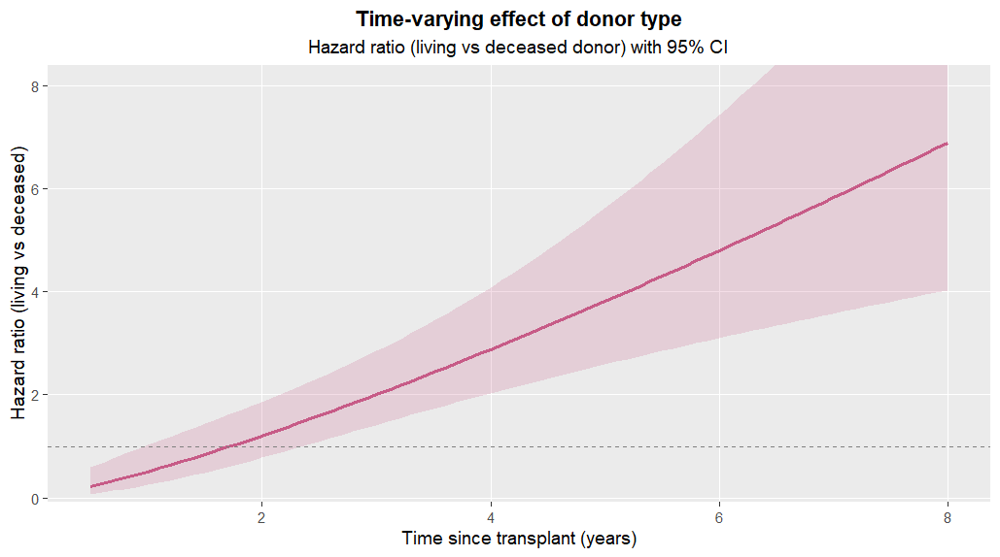 Time-varying effect of donor type
Hazard ratio (living vs deceased donor) with 95% CI
Hazard ratio (living vs deceased)
8
6
4
2
0
2
4
6
8
Time since transplant (years)